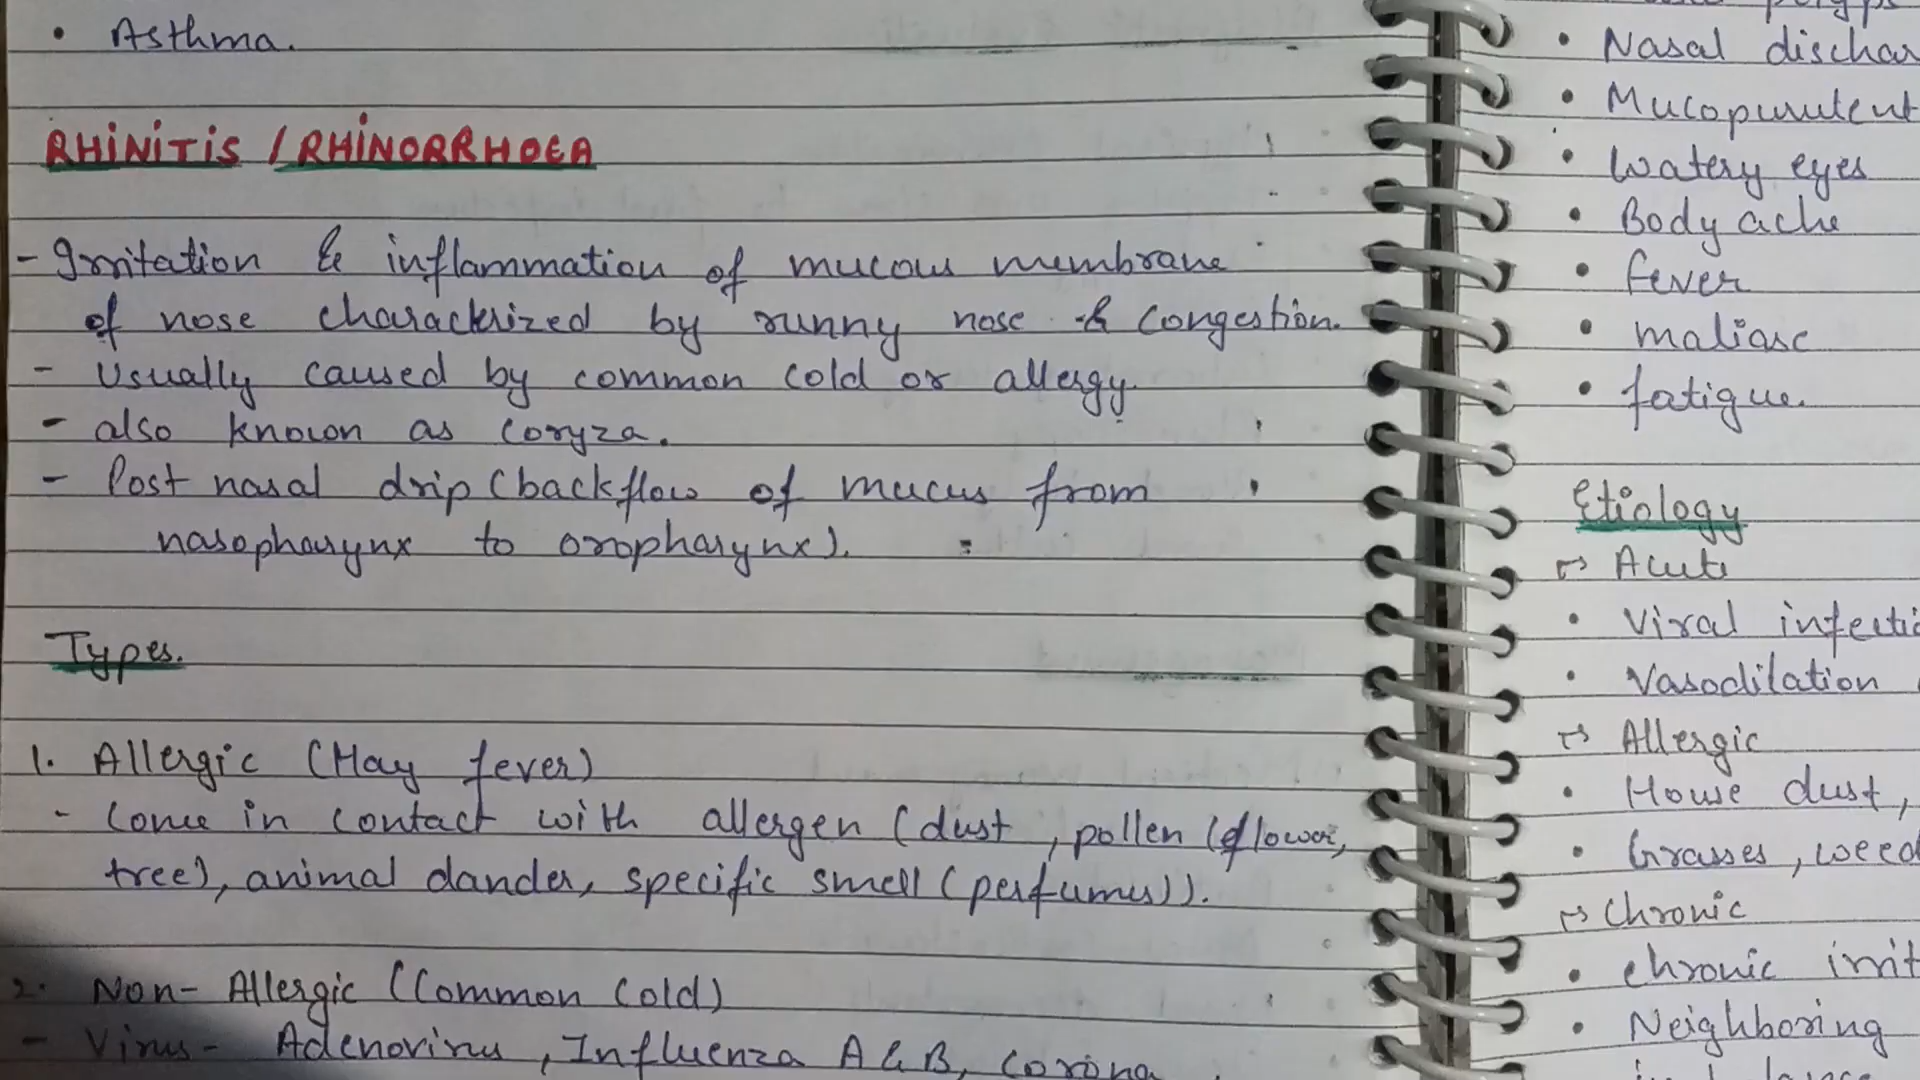 • Asthma.
RHINITIS / RHINORRHOEA
- Irritation & inflammation of mucous membrane
of nose characterized by runny nose & congestion.
- Usually caused by common cold or allergy.
- also known as coryza.
- Post nasal drip (backflow of mucus from
nasopharynx to oropharynx).
Types.
1. Allergic (Hay fever)
- Come in contact with allergen (dust, pollen (flower,
tree), animal dander, specific smell (perfumes)).
2. Non-Allergic (Common Cold)
- Virus - Adenovirus, Influenza A & B, corona
• Nasal dischar
• Mucopurulent
• Watery eyes
• Body ache
• fever
• maliase
• fatigue.
Etiology
↳ Acute
• Viral infectio
• Vasodilation
↳ Allergic
• House dust,
• Grasses, weed
↳ Chronic
• Chronic irrit
• Neighboring